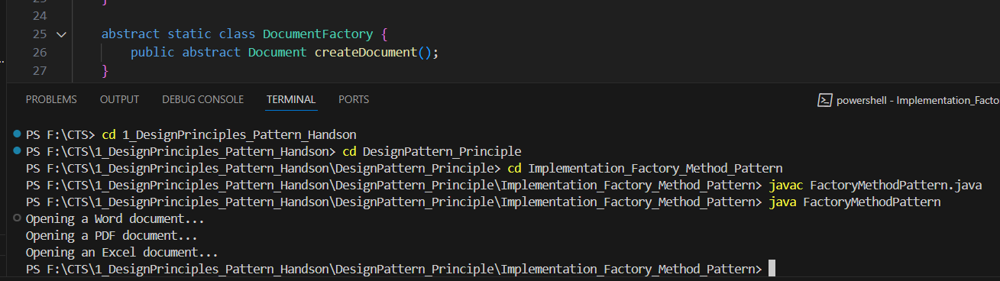 }
24
25 abstract static class DocumentFactory {
26 public abstract Document createDocument();
27 }
PROBLEMS OUTPUT DEBUG CONSOLE TERMINAL PORTS powershell - Implementation_Facto
PS F:\CTS> cd 1_DesignPrinciples_Pattern_Handson
PS F:\CTS\1_DesignPrinciples_Pattern_Handson> cd DesignPattern_Principle
PS F:\CTS\1_DesignPrinciples_Pattern_Handson\DesignPattern_Principle> cd Implementation_Factory_Method_Pattern
PS F:\CTS\1_DesignPrinciples_Pattern_Handson\DesignPattern_Principle\Implementation_Factory_Method_Pattern> javac FactoryMethodPattern.java
PS F:\CTS\1_DesignPrinciples_Pattern_Handson\DesignPattern_Principle\Implementation_Factory_Method_Pattern> java FactoryMethodPattern
Opening a Word document...
Opening a PDF document...
Opening an Excel document...
PS F:\CTS\1_DesignPrinciples_Pattern_Handson\DesignPattern_Principle\Implementation_Factory_Method_Pattern>